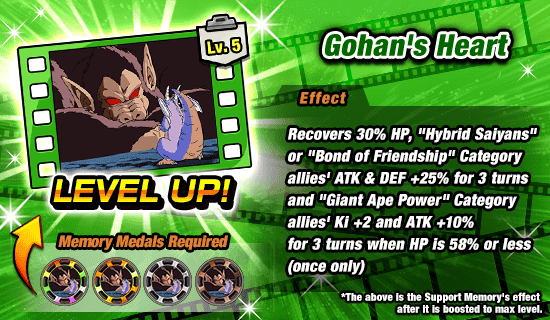 Lv. 5
Gohan's Heart
LEVEL UP!
Memory Medals Required
Effect
Recovers 30% HP, "Hybrid Saiyans"
or "Bond of Friendship" Category
allies' ATK & DEF +25% for 3 turns
and "Giant Ape Power" Category
allies' Ki +2 and ATK +10%
for 3 turns when HP is 58% or less
(once only)
*The above is the Support Memory's effect
after it is boosted to max level.